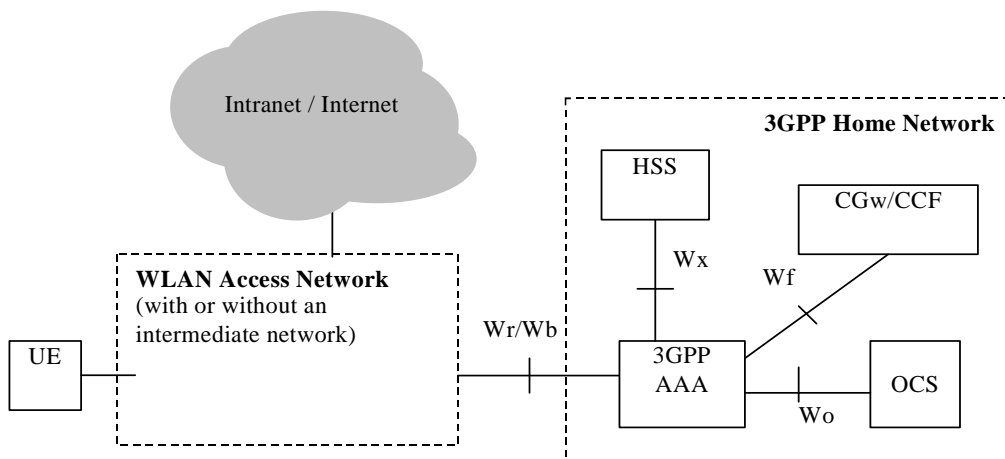 Intranet / Internet
3GPP Home Network
HSS
CGw/CCF
Wx
Wf
WLAN Access Network
(with or without an
intermediate network)
Wr/Wb
UE
3GPP
AAA
OCS
Wo